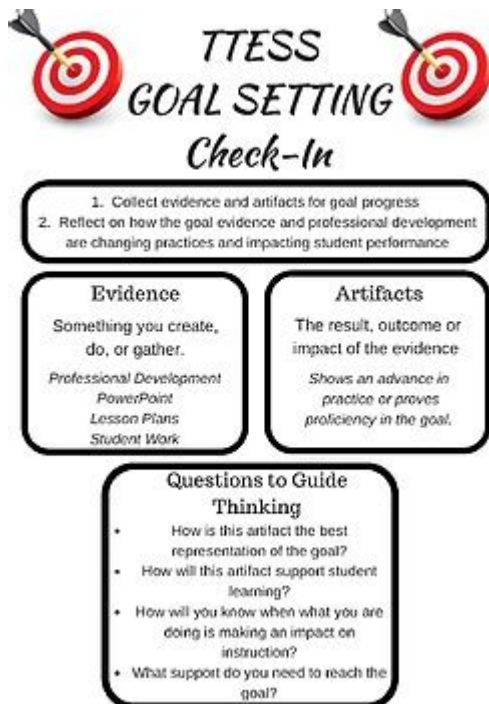 TTESS
GOAL SETTING
Check-In
1. Collect evidence and artifacts for goal progress
2. Reflect on how the goal evidence and professional development
are changing practices and impacting student performance
Evidence
Something you create,
do, or gather.
Professional Development
PowerPoint
Lesson Plans
Student Work
Artifacts
The result, outcome or
impact of the evidence
Shows an advance in
practice or proves
proficiency in the goal.
Questions to Guide
Thinking
• How is this artifact the best
representation of the goal?
• How will this artifact support student
learning?
• How will you know when what you are
doing is making an impact on
instruction?
• What support do you need to reach the
goal?